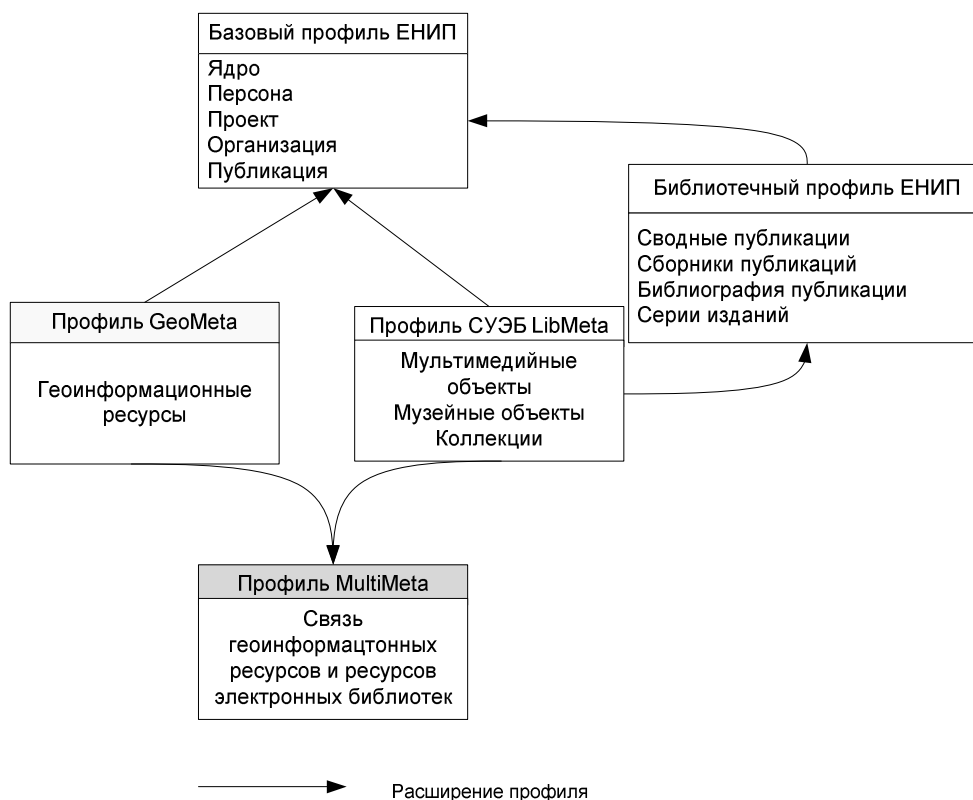 Базовый профиль ЕНИП
Ядро
Персона
Проект
Организация
Публикация
Библиотечный профиль ЕНИП
Сводные публикации
Сборники публикаций
Библиография публикации
Серии изданий
Профиль GeoMeta
Геоинформационные
ресурсы
Профиль СУЭБ LibMeta
Мультимедийные
объекты
Музейные объекты
Коллекции
Профиль MultiMeta
Связь
геоинформацтонных
ресурсов и ресурсов
электронных библиотек
Расширение профиля